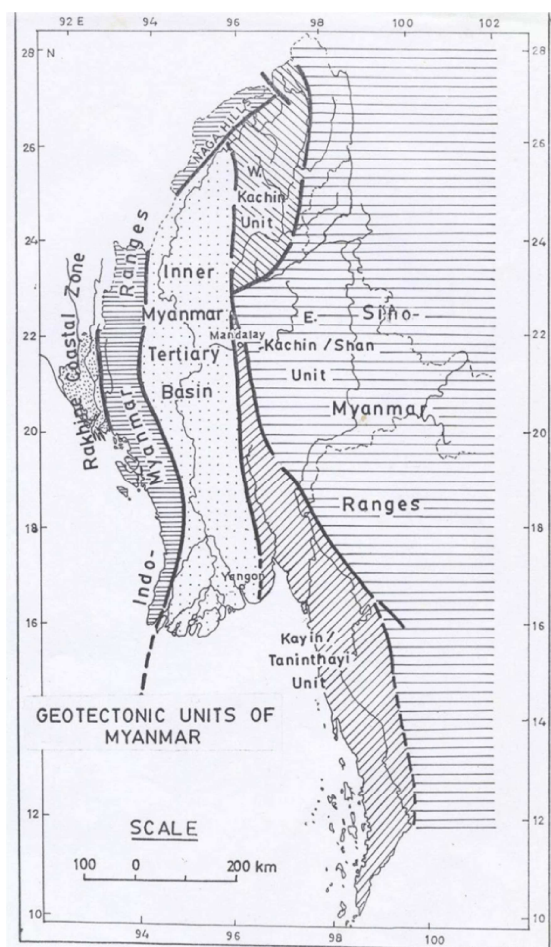 92 E
94
96
98
100
102
28 N
28
26
26
24
24
22
22
20
20
18
18
16
16
14
12
12
10
10
94
96
98
100
NAGA HILLS
W.
Kachin
Unit
Rakhine Coastal Zone
Indo-
Myanmar
Ranges
Inner
Myanmar
Tertiary
Basin
Mandalay
E.
Kachin /Shan
Unit
Sino-
Myanmar
Ranges
Yangon
Kayin/
Taninthayi
Unit
GEOTECTONIC UNITS OF
MYANMAR
SCALE
100 0 200 km